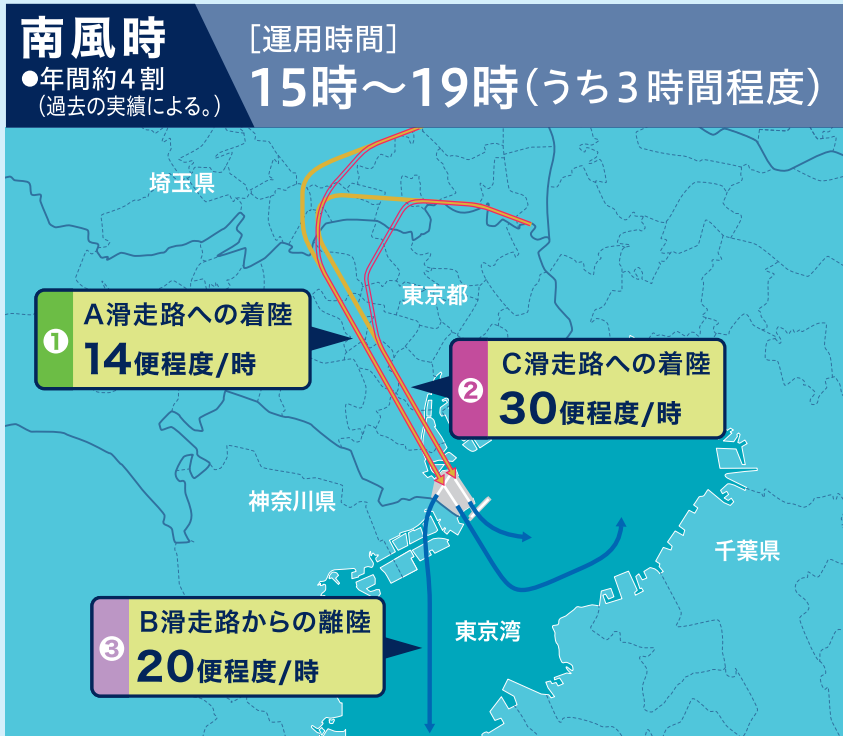 南風時
●年間約4割
（過去の実績による。）
［運用時間］
15時～19時（うち3時間程度）
埼玉県
東京都
❶
A滑走路への着陸
14便程度/時
❷
C滑走路への着陸
30便程度/時
神奈川県
千葉県
❸
B滑走路からの離陸
20便程度/時
東京湾